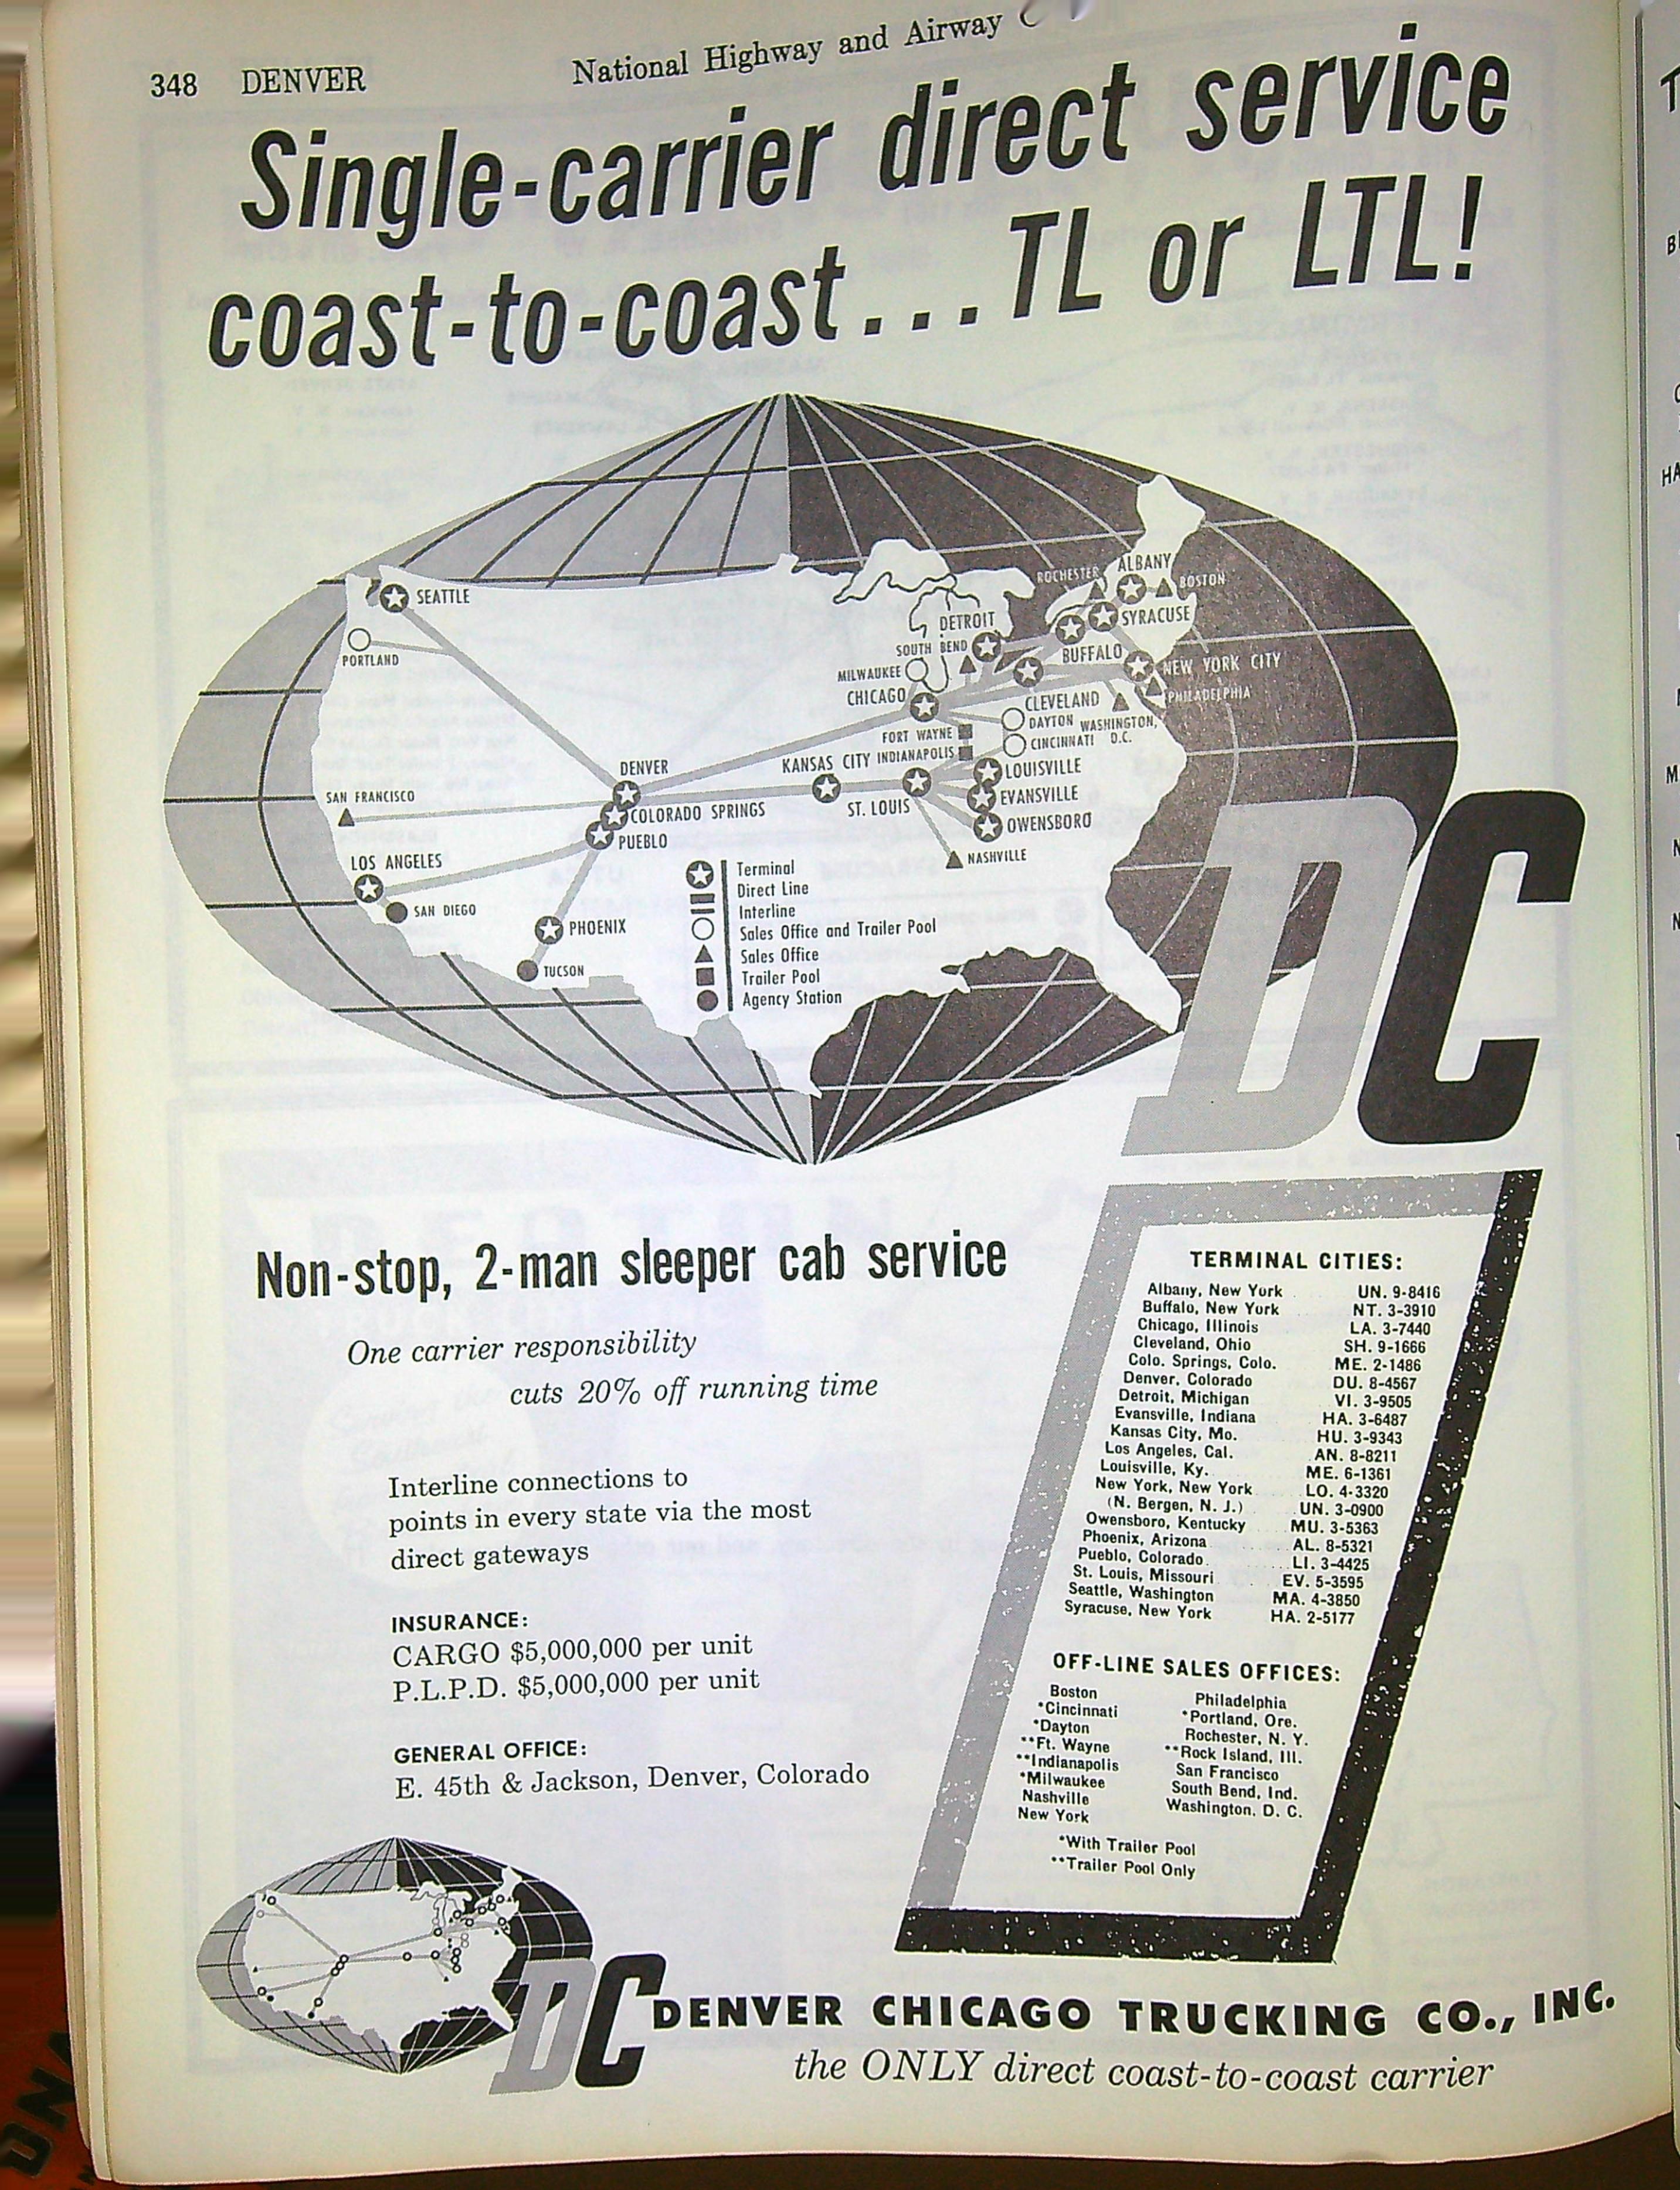 348 DENVER
National Highway and Airway
Single-carrier direct service
coast-to-coast...TL or LTL!
SEATTLE
PORTLAND
ROCHESTER
ALBANY
BOSTON
DETROIT
SYRACUSE
SOUTH BEND
BUFFALO
MILWAUKEE
NEW YORK CITY
CHICAGO
CLEVELAND
PHILADELPHIA
DAYTON
WASHINGTON,
D.C.
FORT WAYNE
CINCINNATI
KANSAS CITY
INDIANAPOLIS
DENVER
LOUISVILLE
SAN FRANCISCO
COLORADO SPRINGS
ST. LOUIS
EVANSVILLE
PUEBLO
OWENSBORO
LOS ANGELES
NASHVILLE
SAN DIEGO
PHOENIX
TUCSON
Terminal
Direct Line
Interline
Sales Office and Trailer Pool
Sales Office
Trailer Pool
Agency Station
DC
Non-stop, 2-man sleeper cab service
One carrier responsibility
cuts 20% off running time
Interline connections to
points in every state via the most
direct gateways
INSURANCE:
CARGO $5,000,000 per unit
P.L.P.D. $5,000,000 per unit
GENERAL OFFICE:
E. 45th & Jackson, Denver, Colorado
TERMINAL CITIES:
Albany, New York UN. 9-8416
Buffalo, New York NT. 3-3910
Chicago, Illinois LA. 3-7440
Cleveland, Ohio SH. 9-1666
Colo. Springs, Colo. ME. 2-1486
Denver, Colorado DU. 8-4567
Detroit, Michigan VI. 3-9505
Evansville, Indiana HA. 3-6487
Kansas City, Mo. HU. 3-9343
Los Angeles, Cal. AN. 8-8211
Louisville, Ky. ME. 6-1361
New York, New York LO. 4-3320
(N. Bergen, N. J.) UN. 3-0900
Owensboro, Kentucky MU. 3-5363
Phoenix, Arizona AL. 8-5321
Pueblo, Colorado LI. 3-4425
St. Louis, Missouri EV. 5-3595
Seattle, Washington MA. 4-3850
Syracuse, New York HA. 2-5177
OFF-LINE SALES OFFICES:
Boston Philadelphia
*Cincinnati *Portland, Ore.
*Dayton Rochester, N. Y.
**Ft. Wayne **Rock Island, Ill.
**Indianapolis San Francisco
*Milwaukee South Bend, Ind.
Nashville Washington, D. C.
New York
*With Trailer Pool
**Trailer Pool Only
DC DENVER CHICAGO TRUCKING CO., INC.
the ONLY direct coast-to-coast carrier